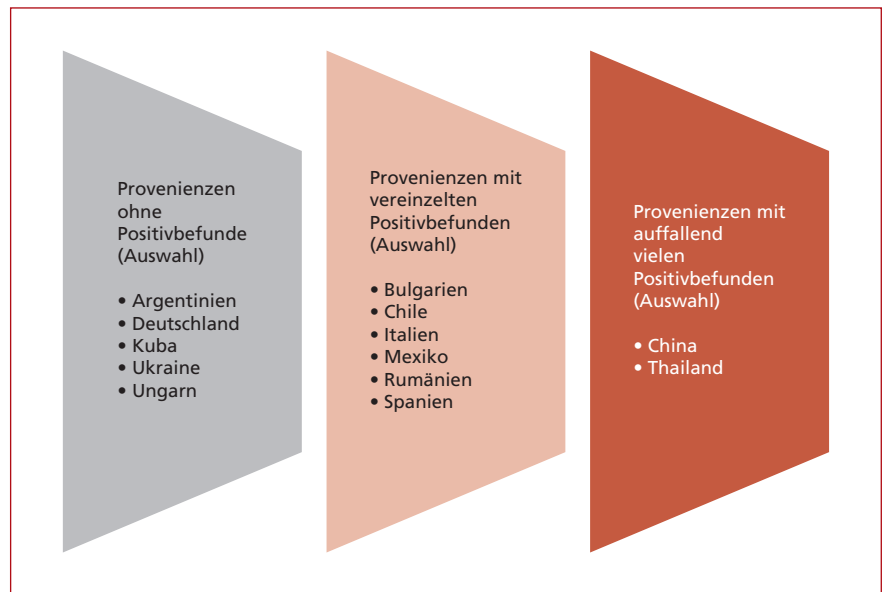 Provenienzen
ohne
Positivbefunde
(Auswahl)
• Argentinien
• Deutschland
• Kuba
• Ukraine
• Ungarn
Provenienzen mit
vereinzelten
Positivbefunden
(Auswahl)
• Bulgarien
• Chile
• Italien
• Mexiko
• Rumänien
• Spanien
Provenienzen mit
auffallend
vielen
Positivbefunden
(Auswahl)
• China
• Thailand